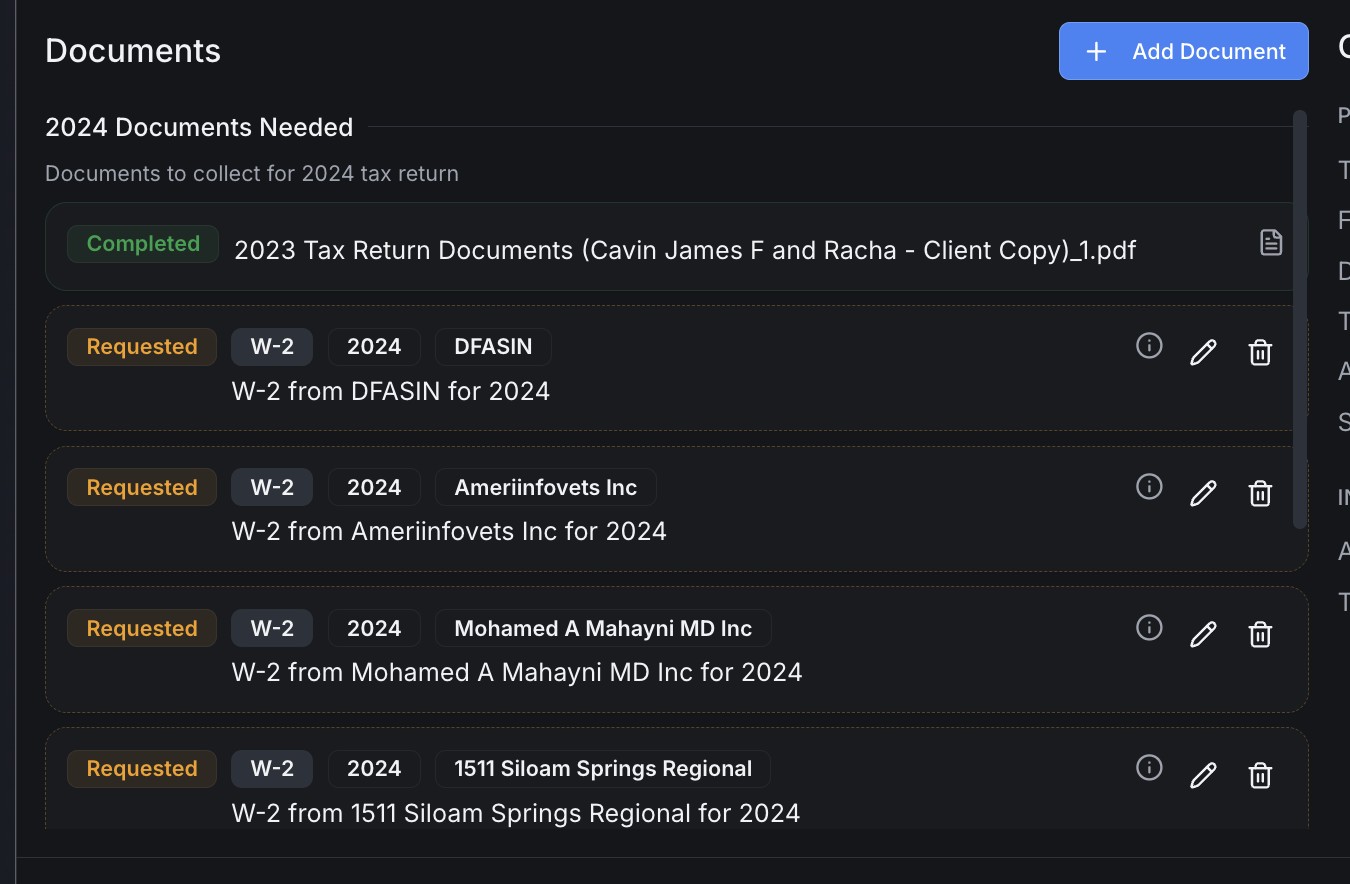 Documents
+ Add Document
2024 Documents Needed
Documents to collect for 2024 tax return
Completed 2023 Tax Return Documents (Cavin James F and Racha - Client Copy)_1.pdf
Requested W-2 2024 DFASIN
W-2 from DFASIN for 2024
Requested W-2 2024 Ameriinfovets Inc
W-2 from Ameriinfovets Inc for 2024
Requested W-2 2024 Mohamed A Mahayni MD Inc
W-2 from Mohamed A Mahayni MD Inc for 2024
Requested W-2 2024 1511 Siloam Springs Regional
W-2 from 1511 Siloam Springs Regional for 2024